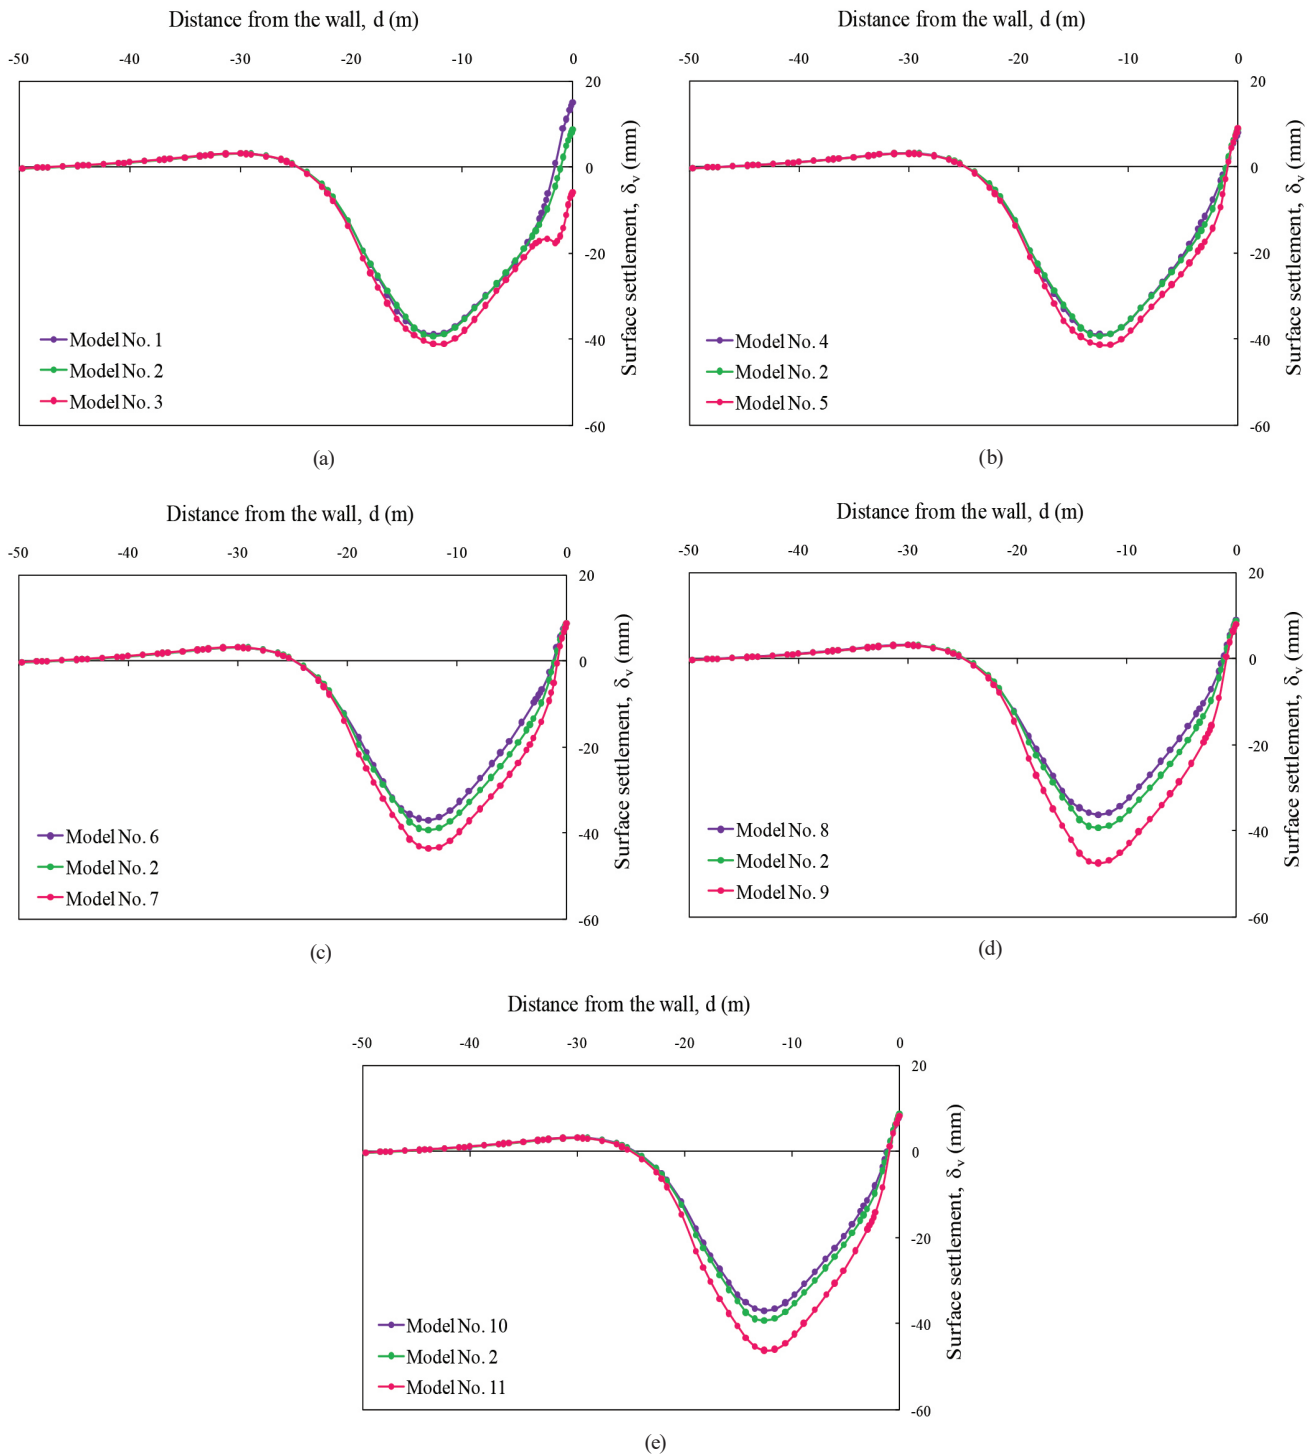 Distance from the wall, d (m)
-50 -40 -30 -20 -10 0
20
0
-20
-40
-60
Surface settlement, δv (mm)
Model No. 1
Model No. 2
Model No. 3
(a)
Distance from the wall, d (m)
-50 -40 -30 -20 -10 0
20
0
-20
-40
-60
Surface settlement, δv (mm)
Model No. 4
Model No. 2
Model No. 5
(b)
Distance from the wall, d (m)
-50 -40 -30 -20 -10 0
20
0
-20
-40
-60
Surface settlement, δv (mm)
Model No. 6
Model No. 2
Model No. 7
(c)
Distance from the wall, d (m)
-50 -40 -30 -20 -10 0
20
0
-20
-40
-60
Surface settlement, δv (mm)
Model No. 8
Model No. 2
Model No. 9
(d)
Distance from the wall, d (m)
-50 -40 -30 -20 -10 0
20
0
-20
-40
-60
Surface settlement, δv (mm)
Model No. 10
Model No. 2
Model No. 11
(e)